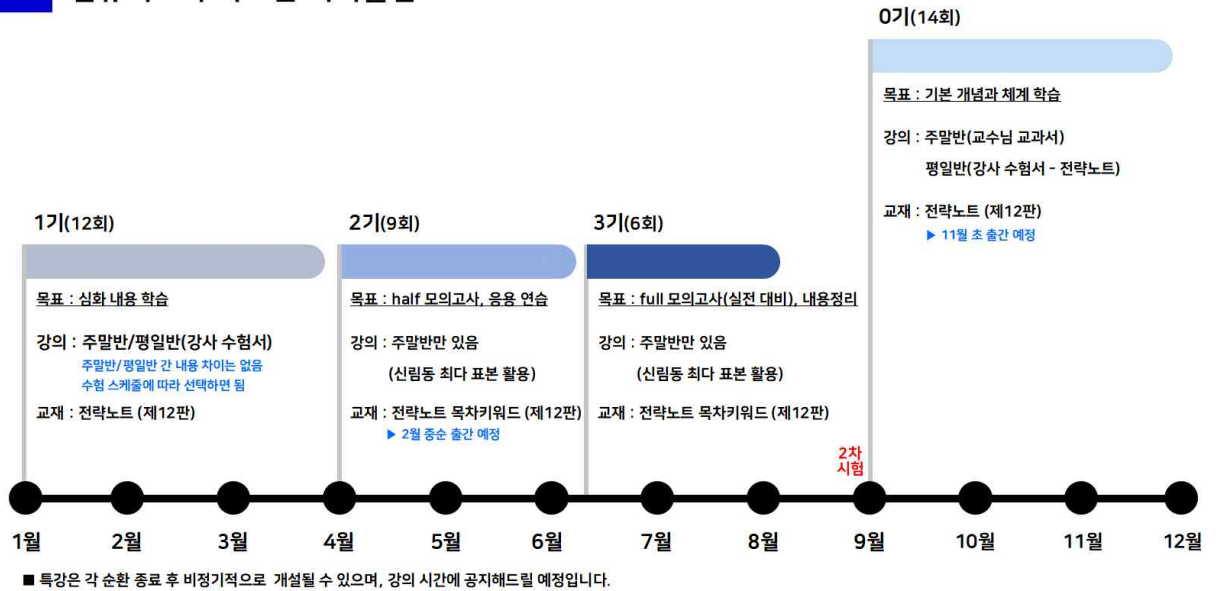 0기(14회)
목표 : 기본 개념과 체계 학습
강의 : 주말반(교수님 교과서)
평일반(강사 수험서 - 전략노트)
교재 : 전략노트 (제12판)
▶ 11월 초 출간 예정
1기(12회)
목표 : 심화 내용 학습
강의 : 주말반/평일반(강사 수험서)
주말반/평일반 간 내용 차이는 없음
수험 스케줄에 따라 선택하면 됨
교재 : 전략노트 (제12판)
2기(9회)
목표 : half 모의고사, 응용 연습
강의 : 주말반만 있음
(신림동 최다 표본 활용)
교재 : 전략노트 목차키워드 (제12판)
▶ 2월 중순 출간 예정
3기(6회)
목표 : full 모의고사(실전 대비), 내용정리
강의 : 주말반만 있음
(신림동 최다 표본 활용)
교재 : 전략노트 목차키워드 (제12판)
2차
시험
1월 2월 3월 4월 5월 6월 7월 8월 9월 10월 11월 12월
■ 특강은 각 순환 종료 후 비정기적으로 개설될 수 있으며, 강의 시간에 공지해드릴 예정입니다.